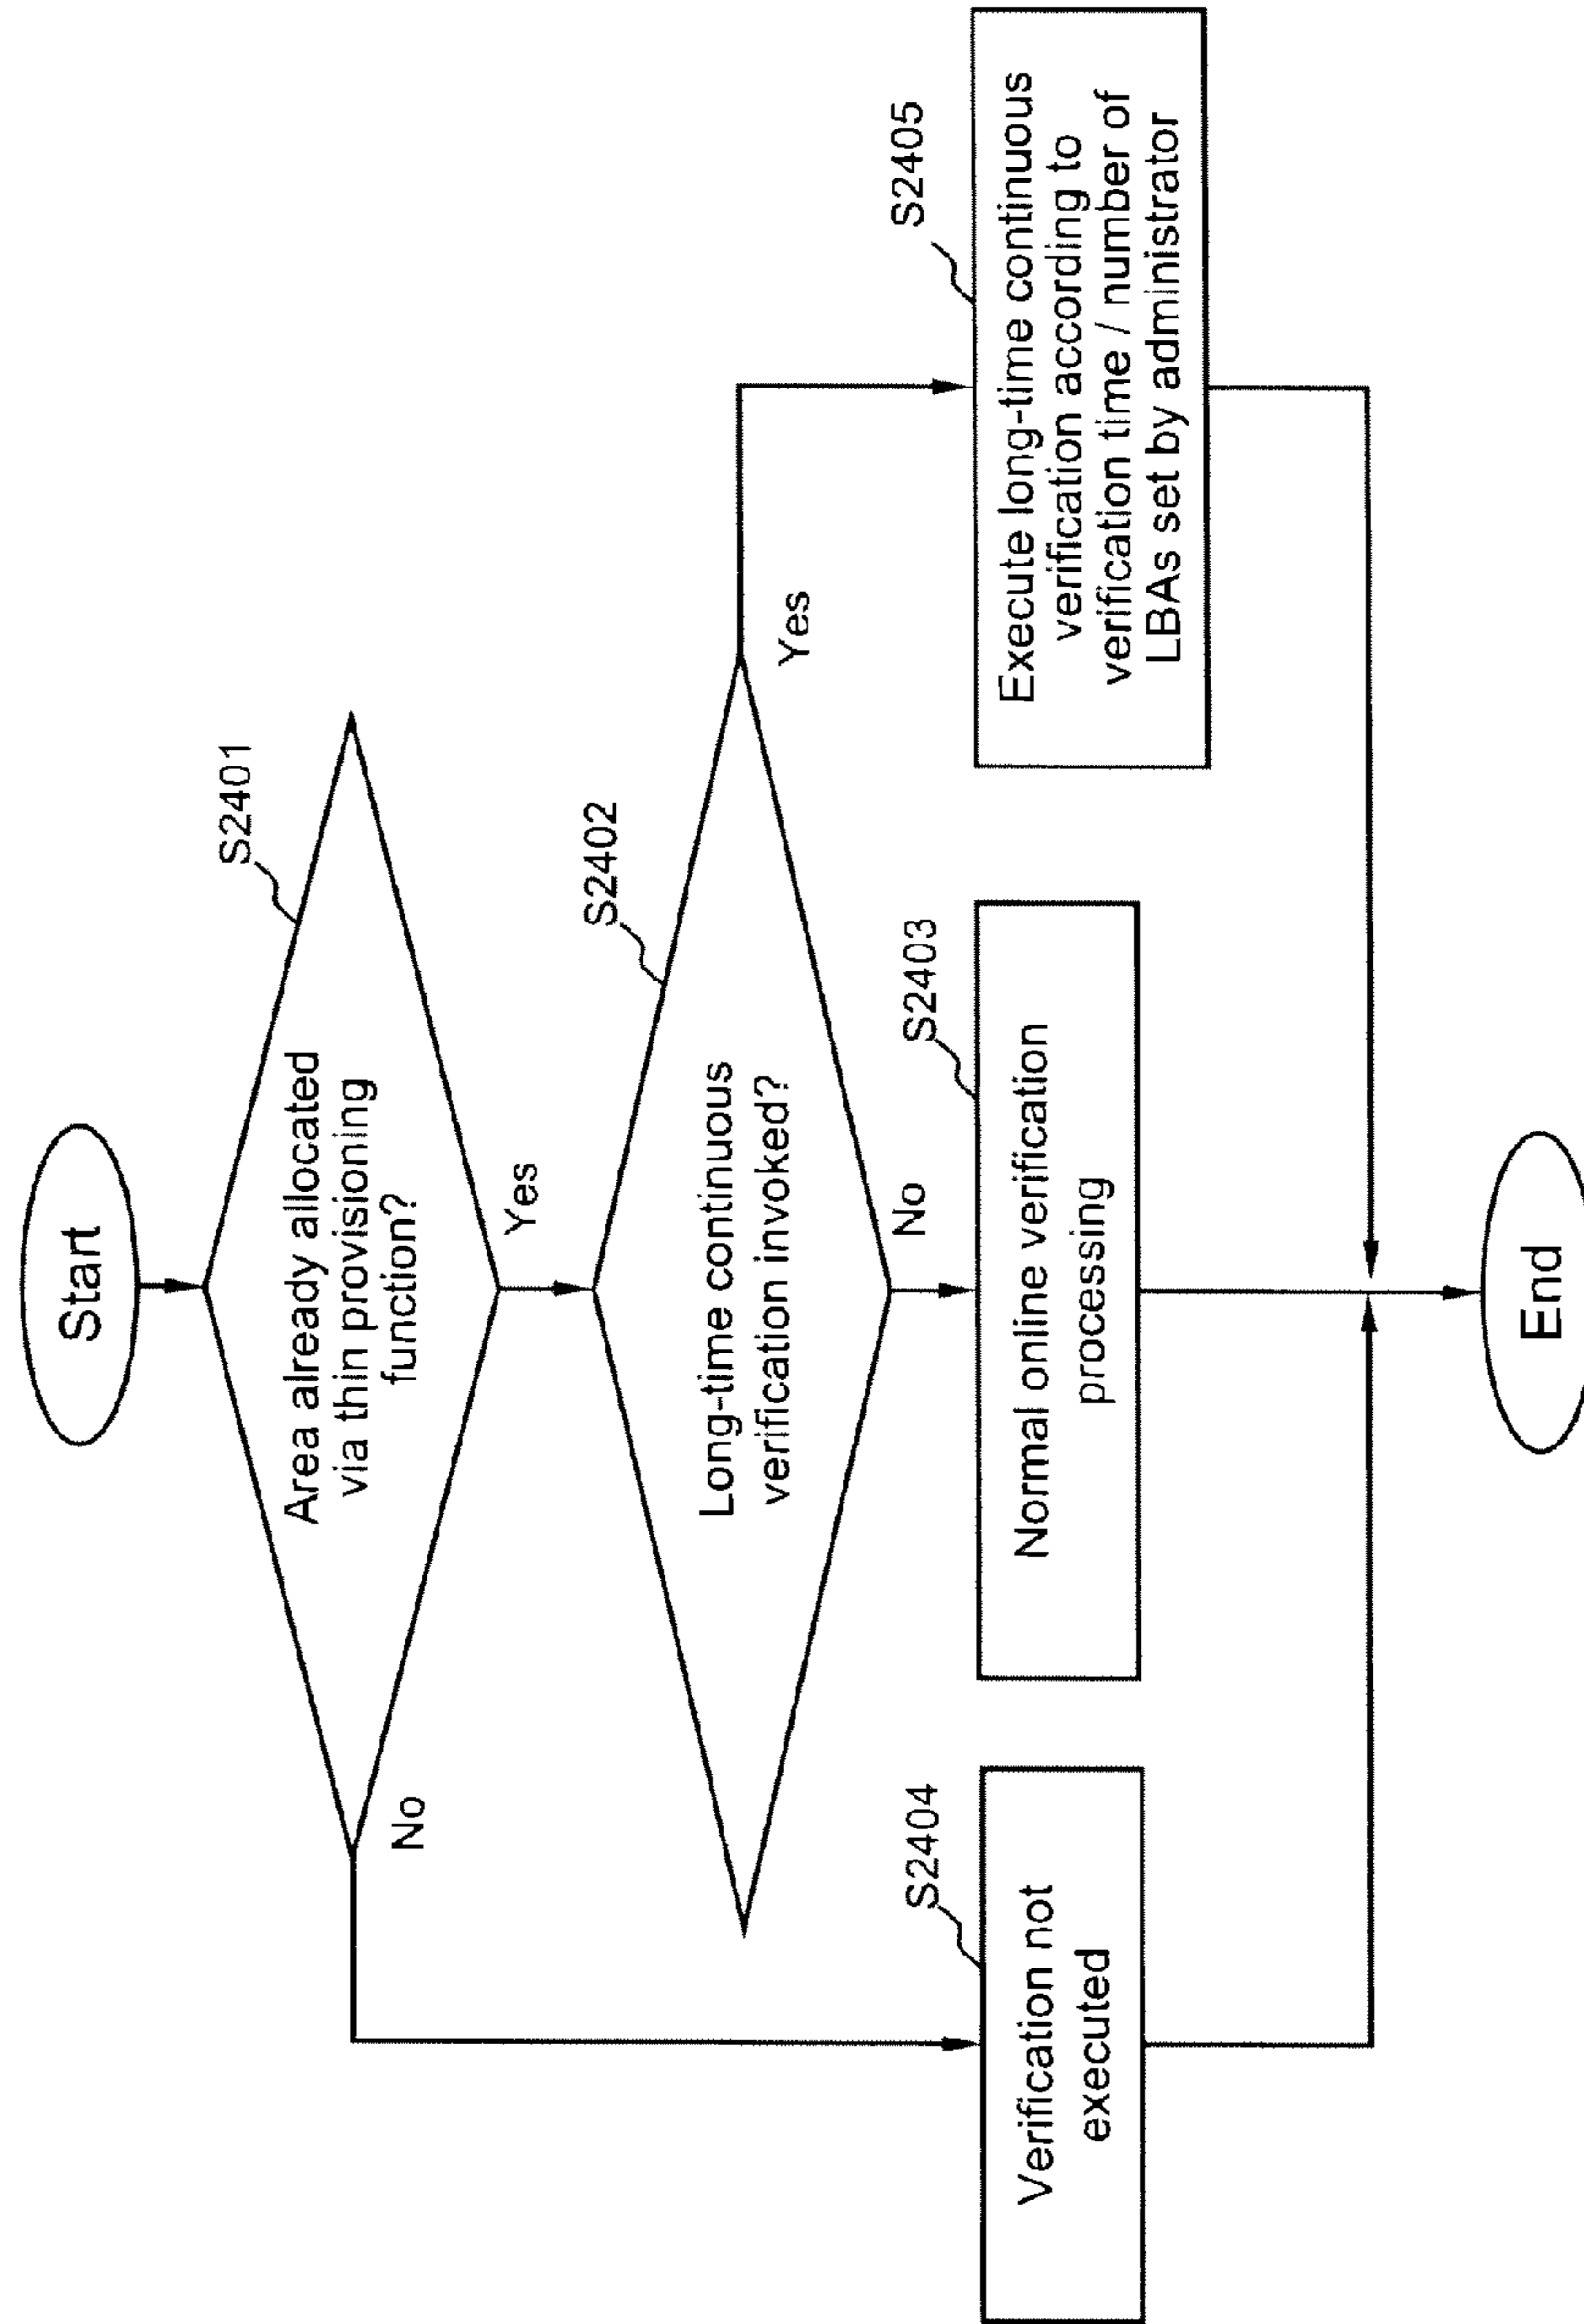 Start
S2401
Area already allocated
via thin provisioning
function?
No
Yes
S2402
Long-time continuous
verification invoked?
Yes
No
S2404
Verification not
executed
S2403
Normal online verification
processing
S2405
Execute long-time continuous
verification according to
verification time / number of
LBAs set by administrator
End